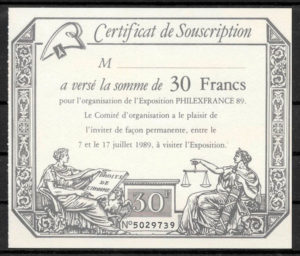 Certificat de Souscription
M
a versé la somme de 30 Francs
pour l'organisation de l'Exposition PHILEXFRANCE 89.
Le Comité d'organisation a le plaisir de
l'inviter de façon permanente, entre le
7 et le 17 juillet 1989, à visiter l'Exposition.
DROITS
DE
L'HOMME
30
Nº5029739